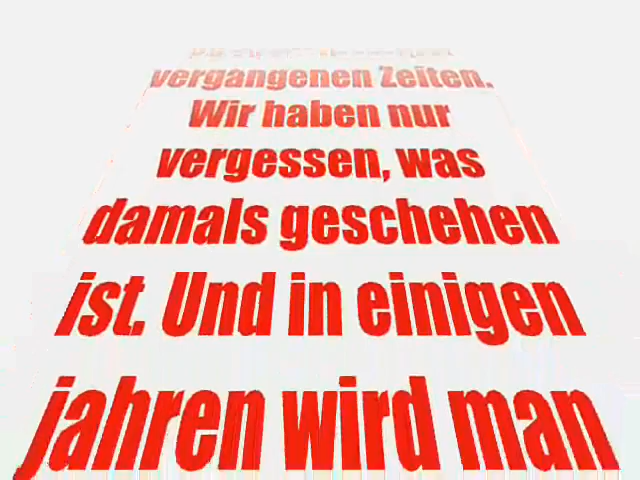 vergangenen Zeiten.
Wir haben nur
vergessen, was
damals geschehen
ist. Und in einigen
jahren wird man